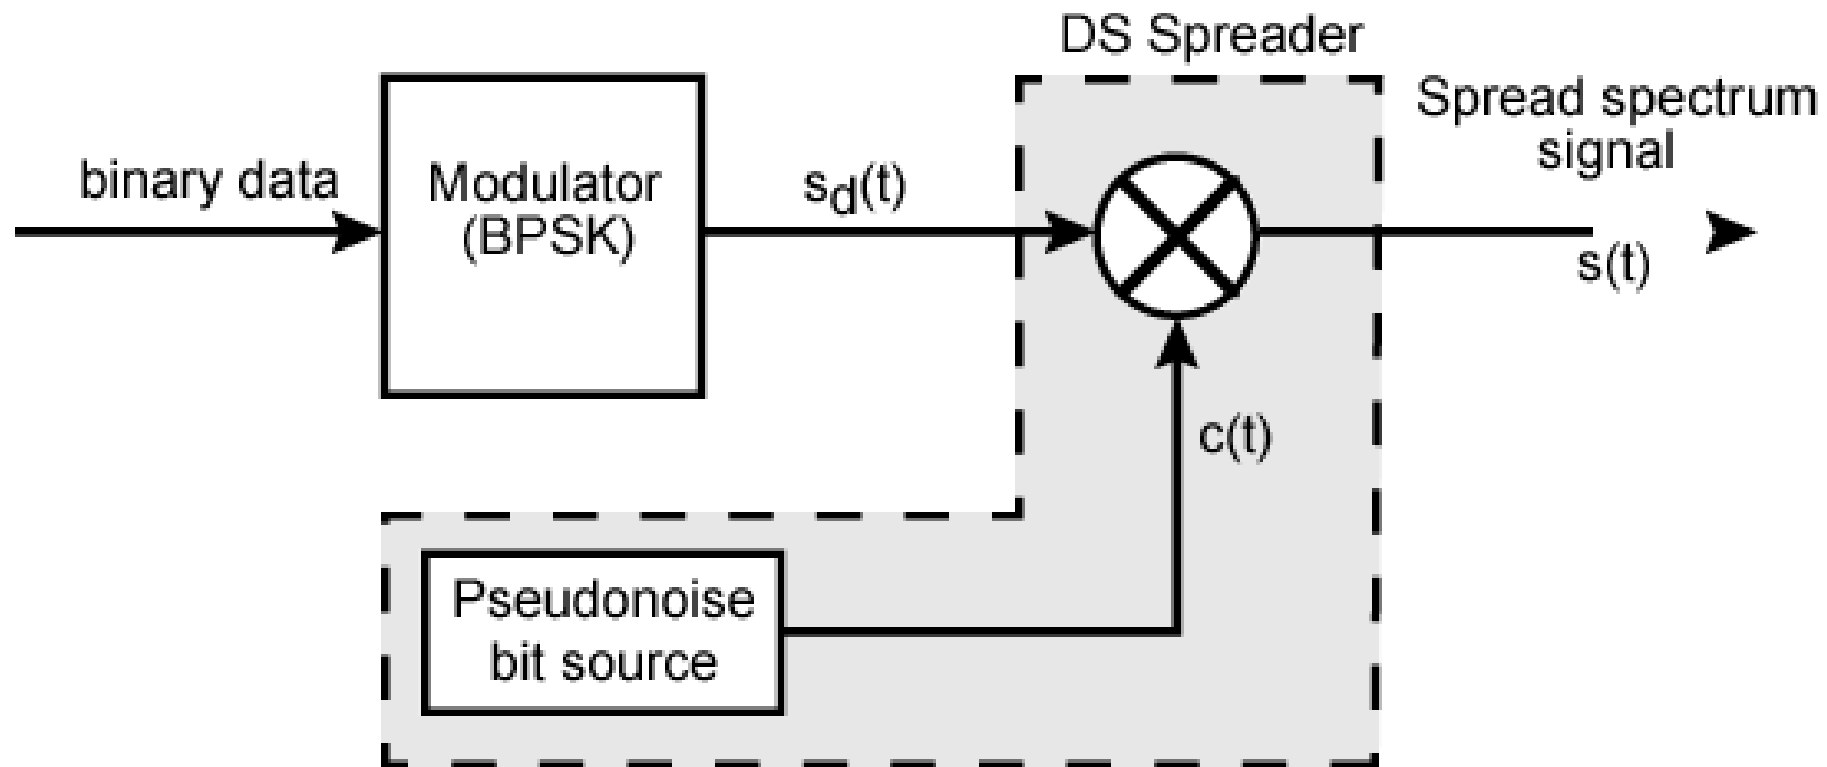 DS Spreader
Spread spectrum
signal
binary data
Modulator
(BPSK)
sd(t)
s(t)
c(t)
Pseudonoise
bit source